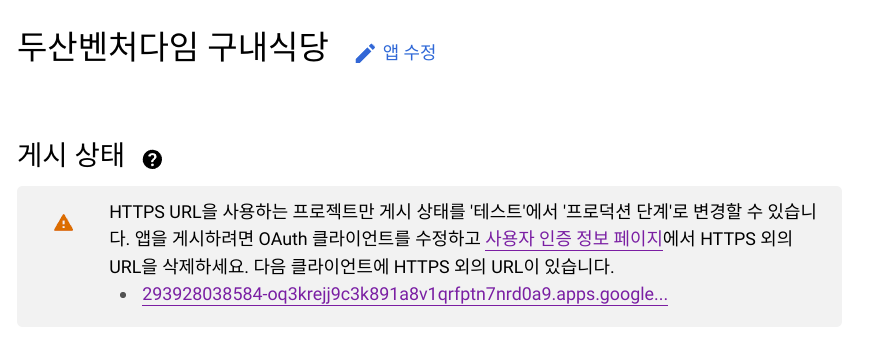 두산벤처다임 구내식당 앱 수정
게시 상태 ?
HTTPS URL을 사용하는 프로젝트만 게시 상태를 '테스트'에서 '프로덕션 단계'로 변경할 수 있습니
다. 앱을 게시하려면 OAuth 클라이언트를 수정하고 사용자 인증 정보 페이지에서 HTTPS 외의
URL을 삭제하세요. 다음 클라이언트에 HTTPS 외의 URL이 있습니다.
• 293928038584-oq3krejj9c3k891a8v1qrfptn7nrd0a9.apps.google...